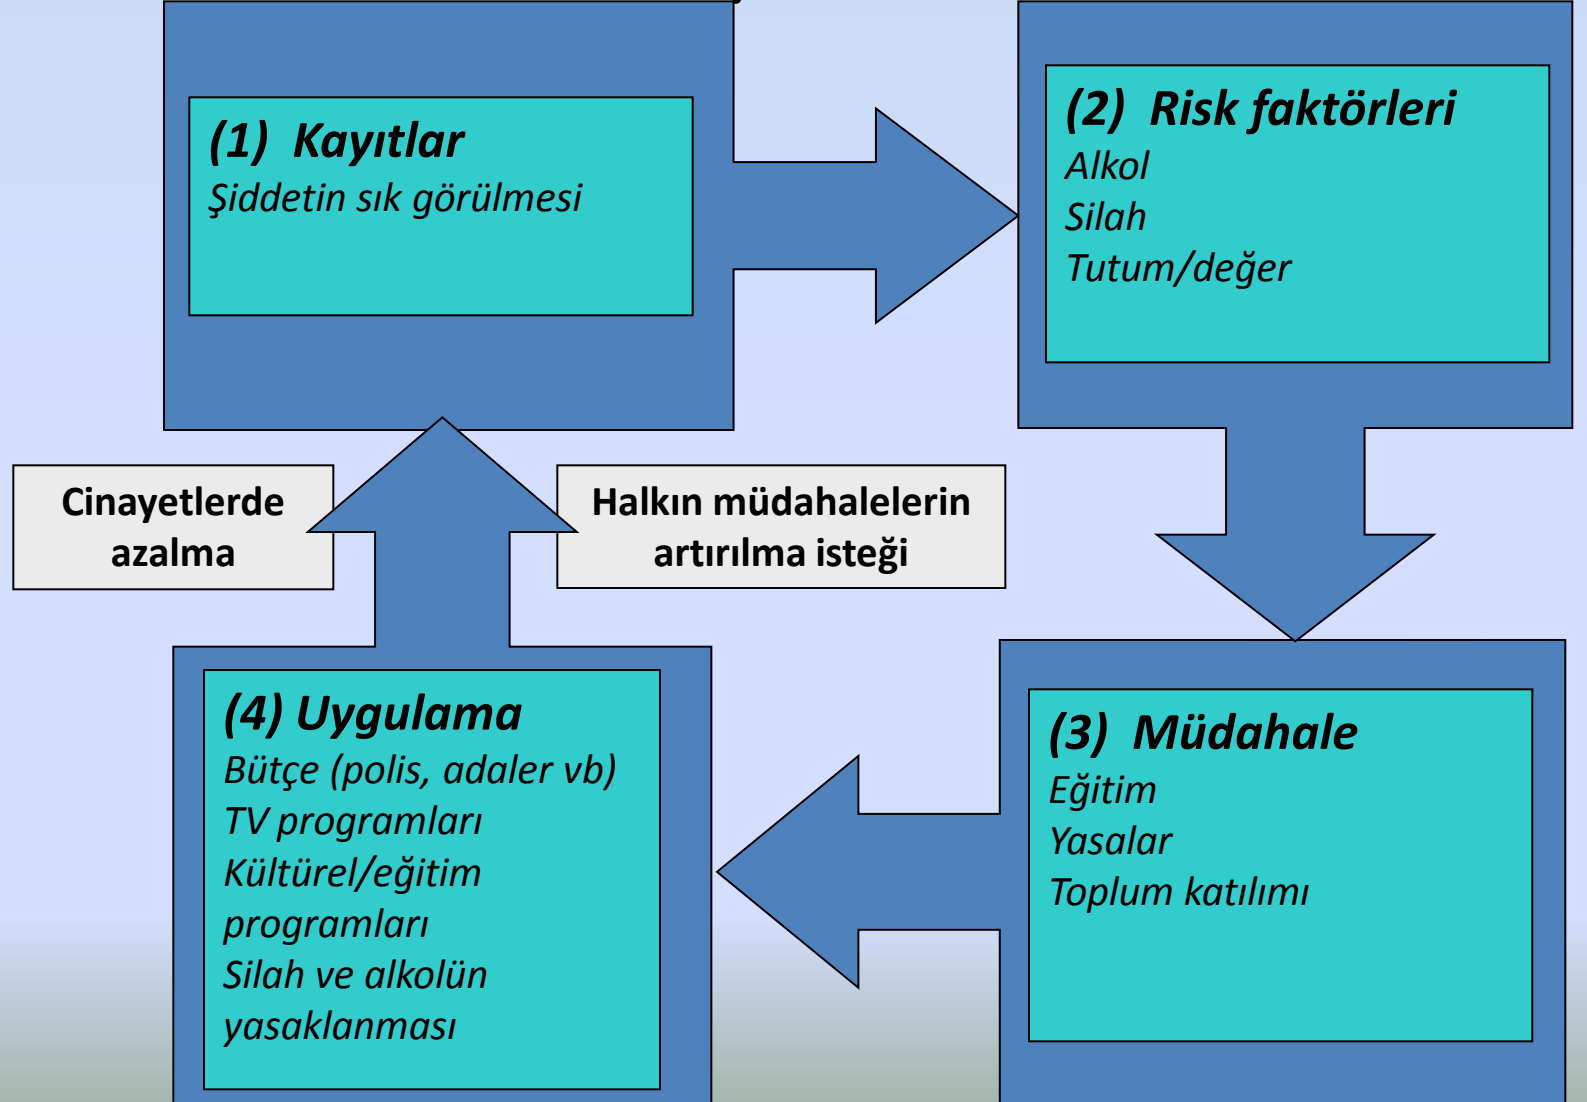 (1) Kayıtlar
Şiddetin sık görülmesi
(2) Risk faktörleri
Alkol
Silah
Tutum/değer
Cinayetlerde
azalma
Halkın müdahalelerin
artırılma isteği
(4) Uygulama
Bütçe (polis, adaler vb)
TV programları
Kültürel/eğitim
programları
Silah ve alkolün
yasaklanması
(3) Müdahale
Eğitim
Yasalar
Toplum katılımı